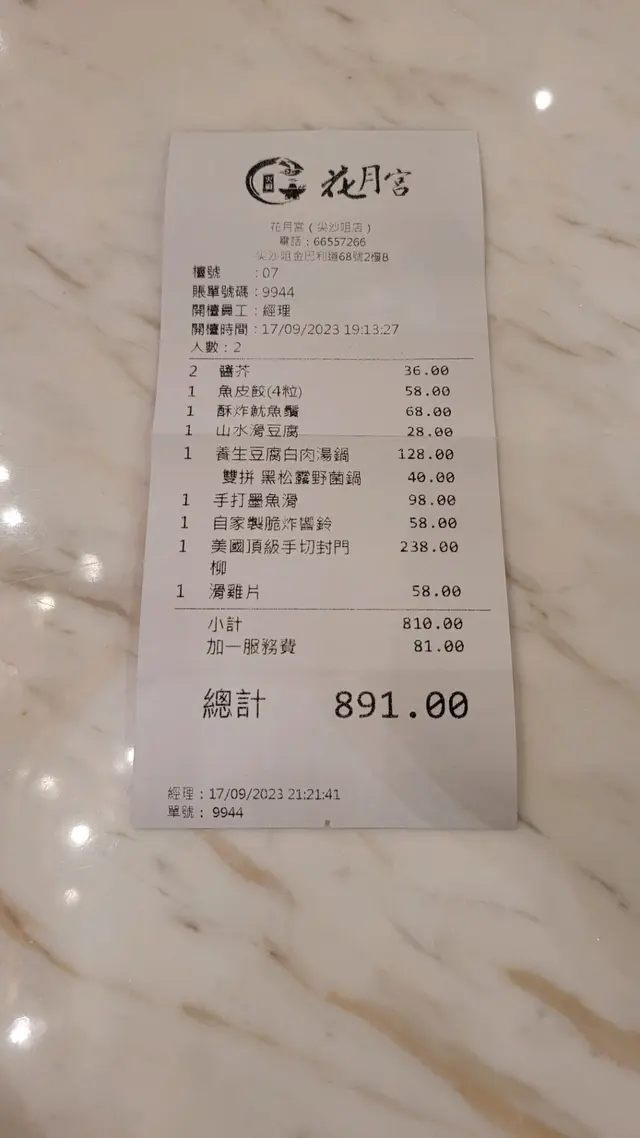 火鍋 花月宮
花月宮(尖沙咀店)
電話：66557266
尖沙咀金巴利道68號2樓B
檯號 ：07
賬單號碼：9944
開檯員工：經理
開檯時間：17/09/2023 19:13:27
人數：2
2 醬芥 36.00
1 魚皮餃(4粒) 58.00
1 酥炸魷魚鬚 68.00
1 山水滑豆腐 28.00
1 養生豆腐白肉湯鍋 128.00
雙拼 黑松露野菌鍋 40.00
1 手打墨魚滑 98.00
1 自家製脆炸響鈴 58.00
1 美國頂級手切封門 238.00
柳
1 滑雞片 58.00
小計 810.00
加一服務費 81.00
總計 891.00
經理：17/09/2023 21:21:41
單號： 9944